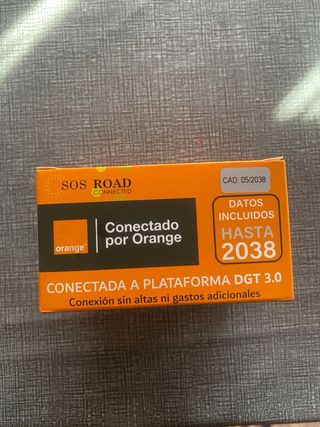 SOS ROAD
CONNECTED
CAD: 05/2038
orange
Conectado
por Orange
DATOS
INCLUIDOS
HASTA
2038
CONECTADA A PLATAFORMA DGT 3.0
Conexión sin altas ni gastos adicionales